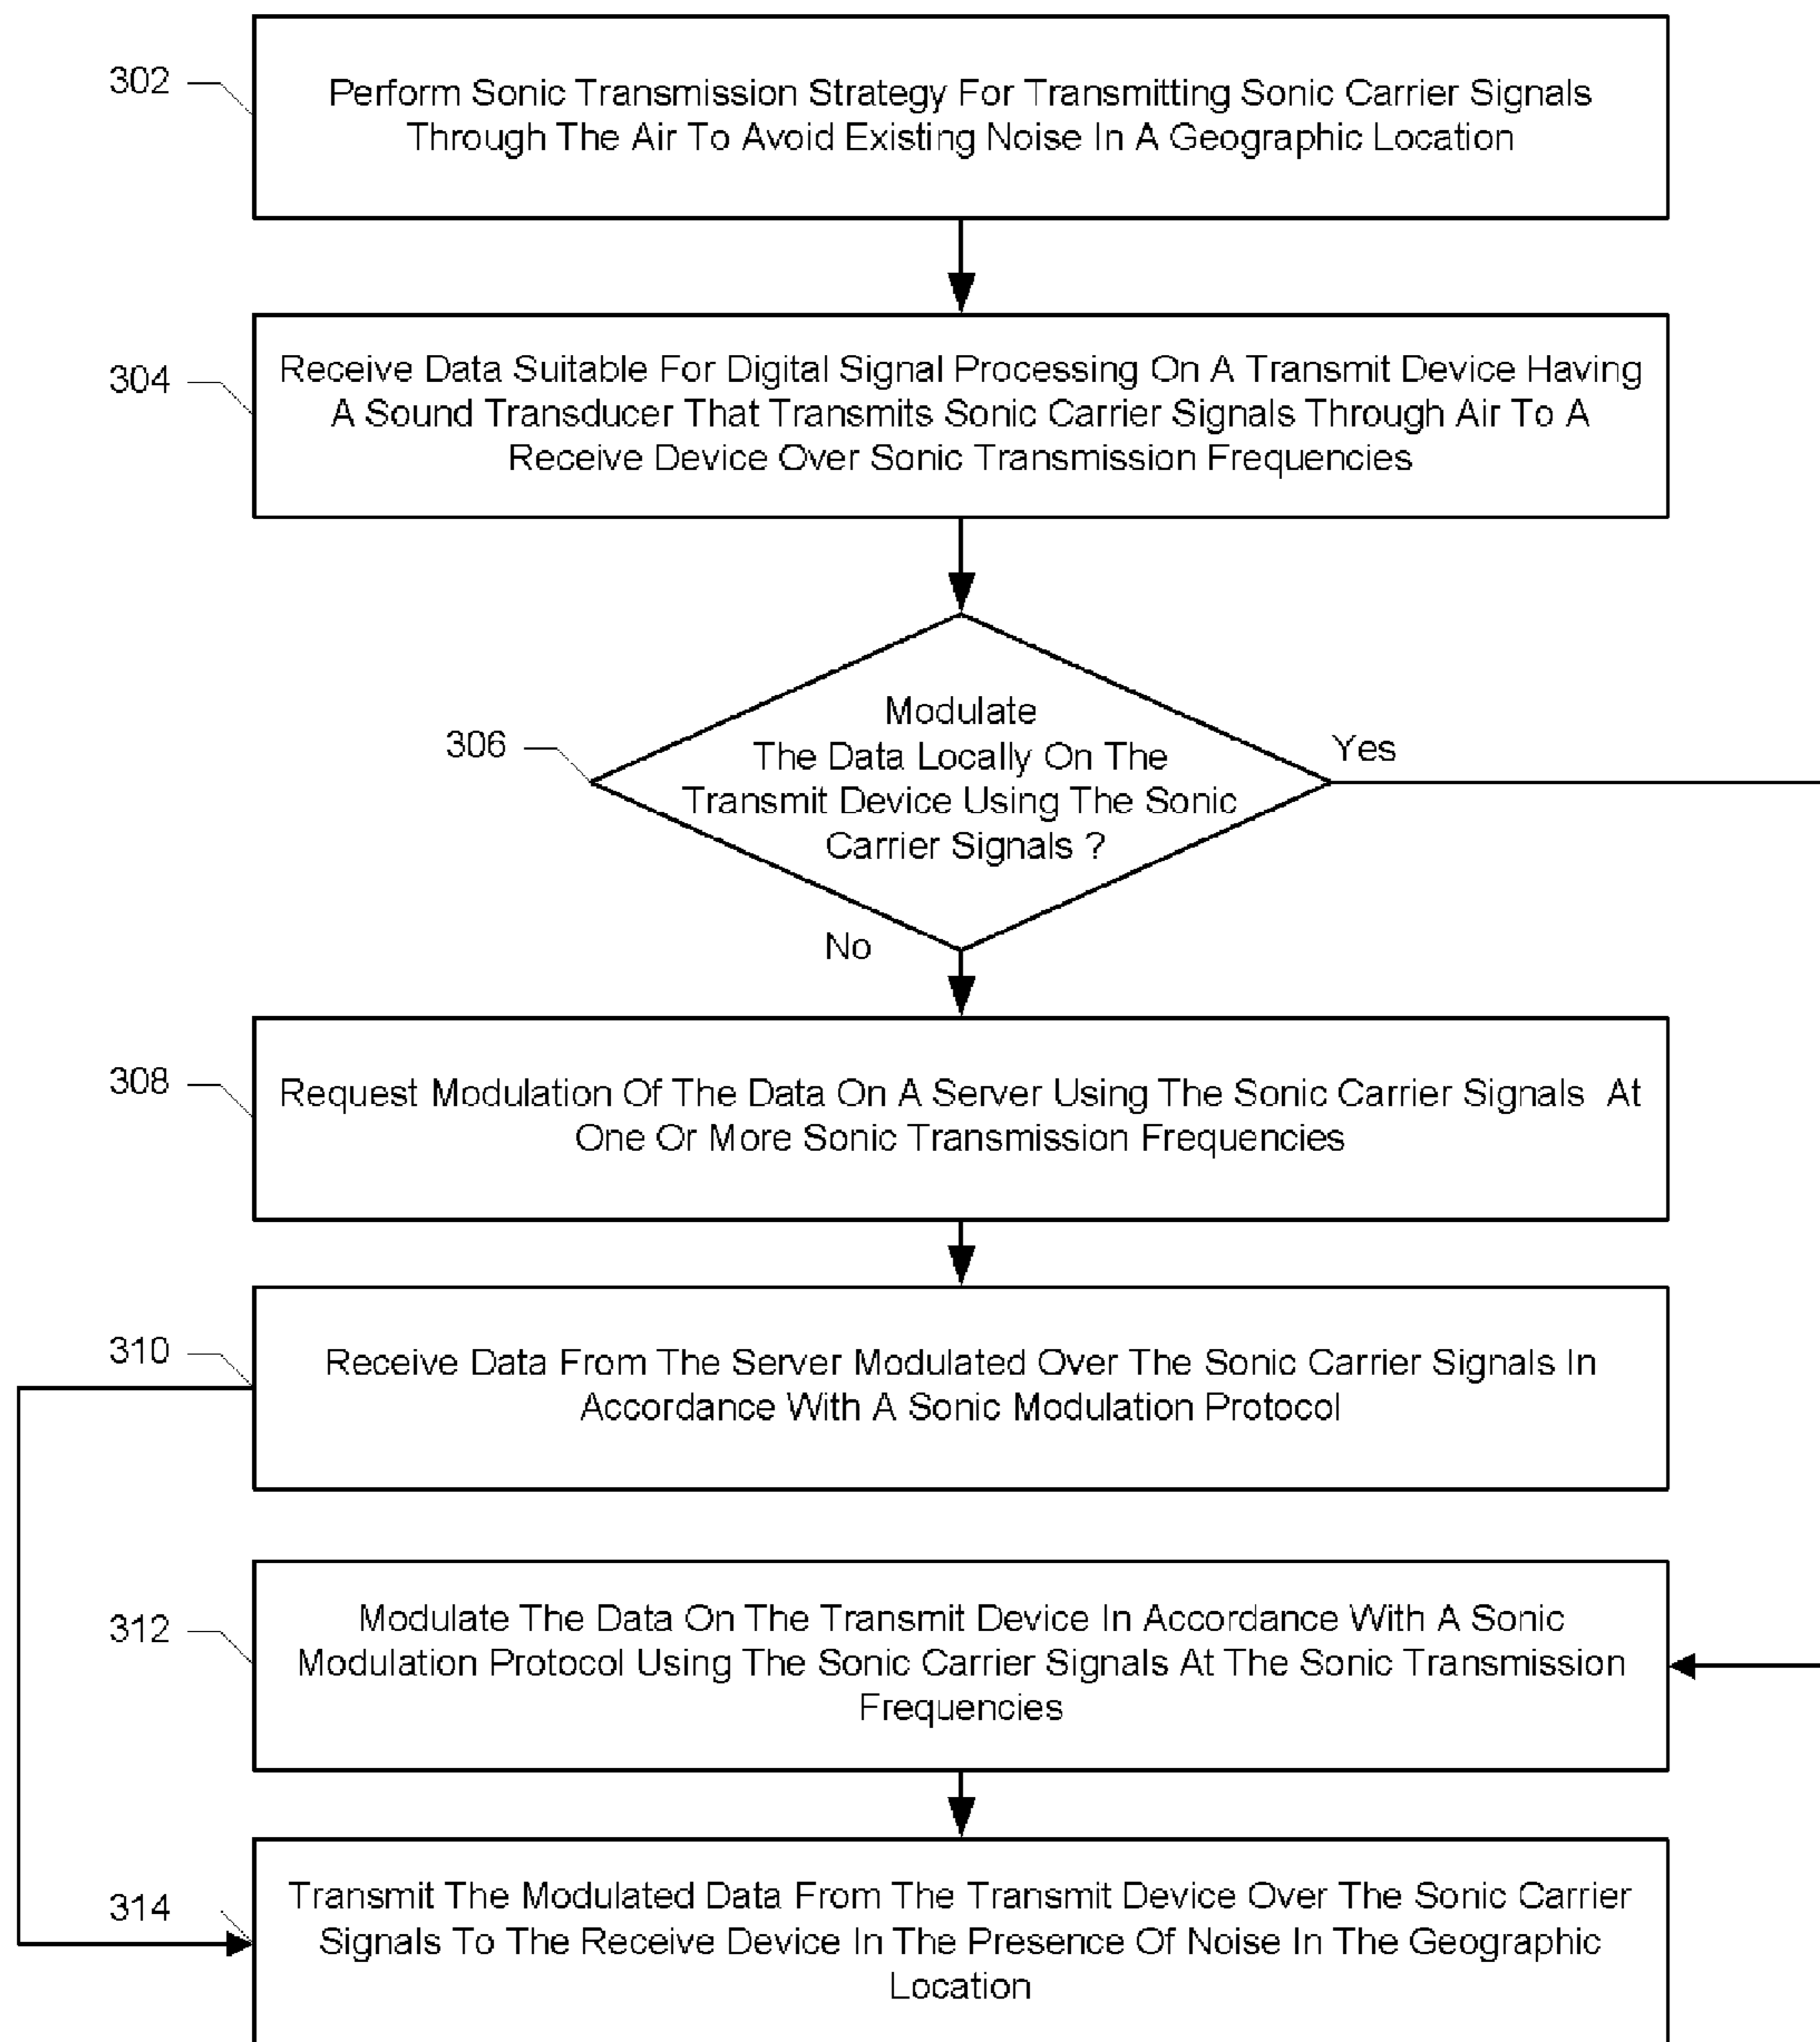 302
Perform Sonic Transmission Strategy For Transmitting Sonic Carrier Signals
Through The Air To Avoid Existing Noise In A Geographic Location
304
Receive Data Suitable For Digital Signal Processing On A Transmit Device Having
A Sound Transducer That Transmits Sonic Carrier Signals Through Air To A
Receive Device Over Sonic Transmission Frequencies
306
Modulate
The Data Locally On The
Transmit Device Using The Sonic
Carrier Signals ?
Yes
No
308
Request Modulation Of The Data On A Server Using The Sonic Carrier Signals At
One Or More Sonic Transmission Frequencies
310
Receive Data From The Server Modulated Over The Sonic Carrier Signals In
Accordance With A Sonic Modulation Protocol
312
Modulate The Data On The Transmit Device In Accordance With A Sonic
Modulation Protocol Using The Sonic Carrier Signals At The Sonic Transmission
Frequencies
314
Transmit The Modulated Data From The Transmit Device Over The Sonic Carrier
Signals To The Receive Device In The Presence Of Noise In The Geographic
Location